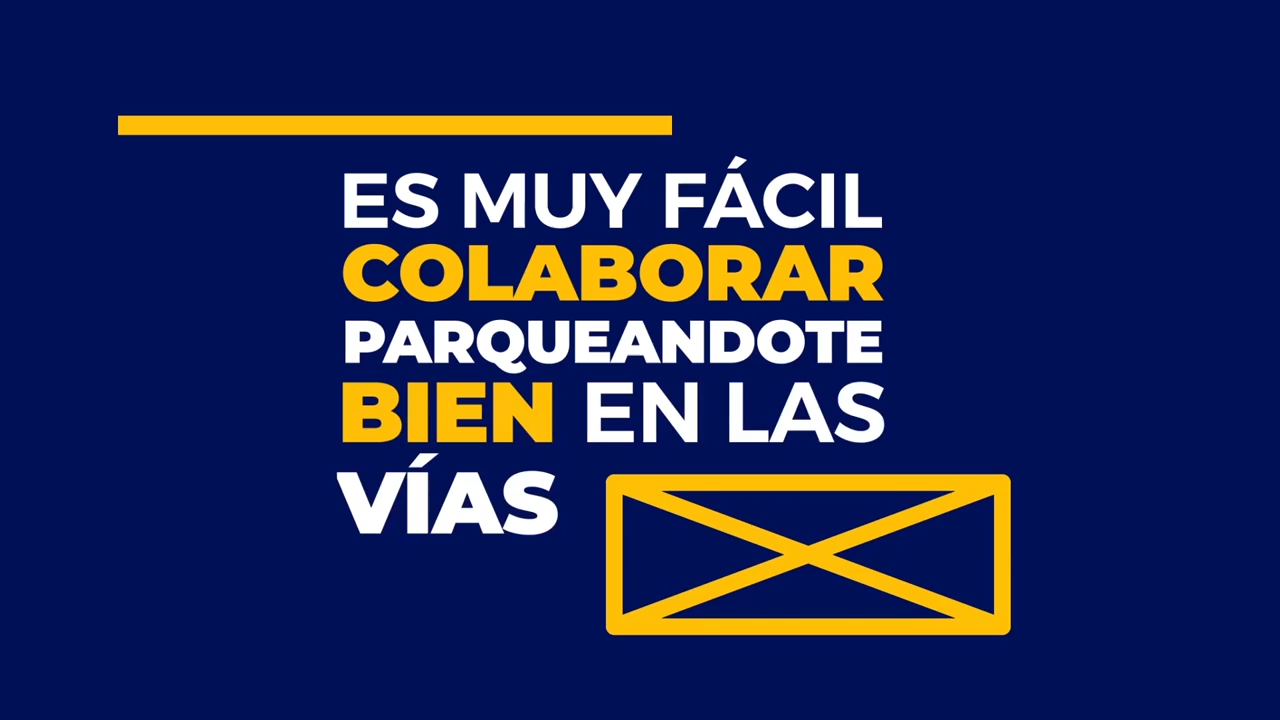 ES MUY FÁCIL
COLABORAR
PARQUEANDOTE
BIEN EN LAS
VÍAS